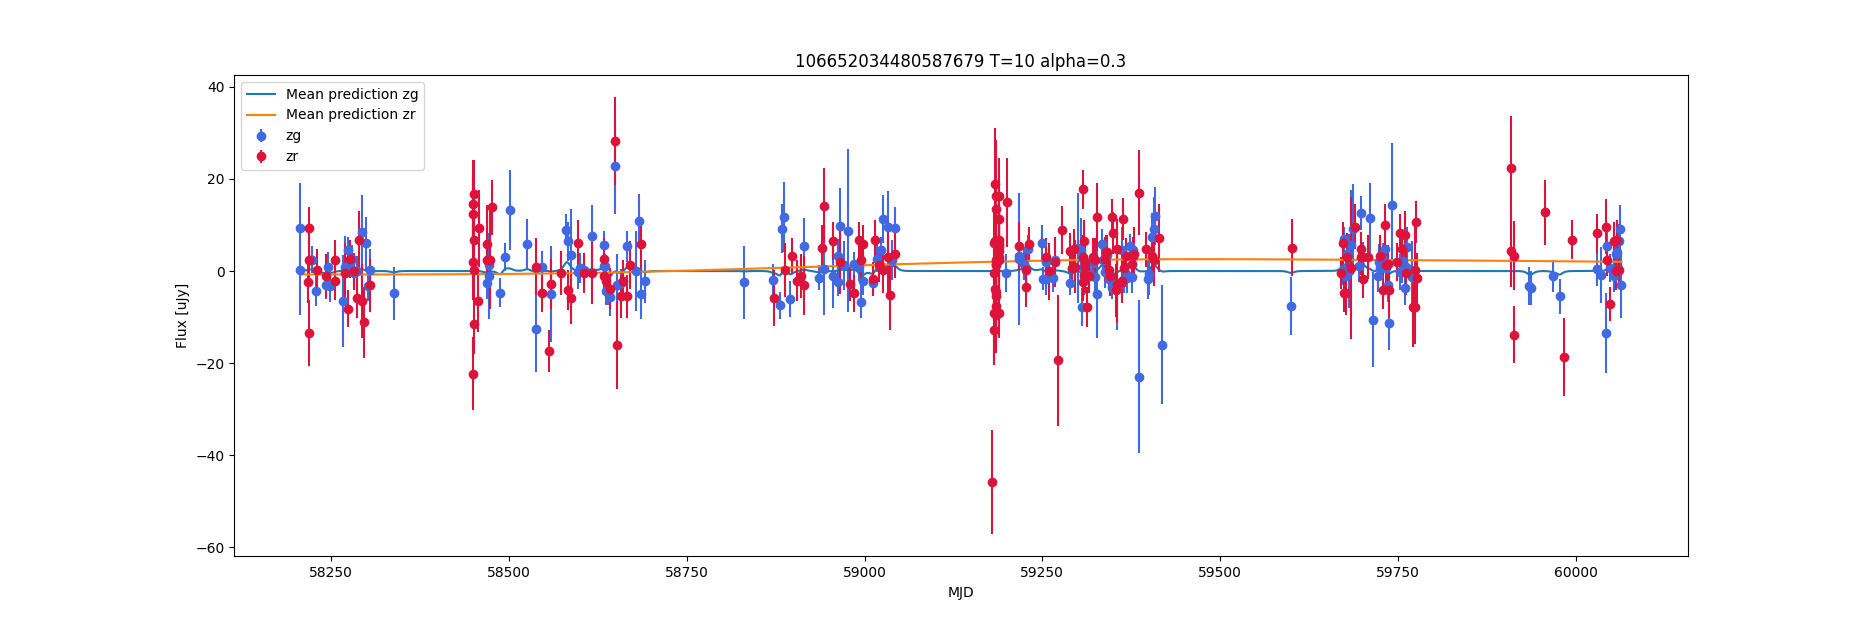 106652034480587679 T=10 alpha=0.3
Mean prediction zg
Mean prediction zr
zg
zr
Flux [uJy]
40
20
0
−20
−40
−60
58250 58500 58750 59000 59250 59500 59750 60000
MJD